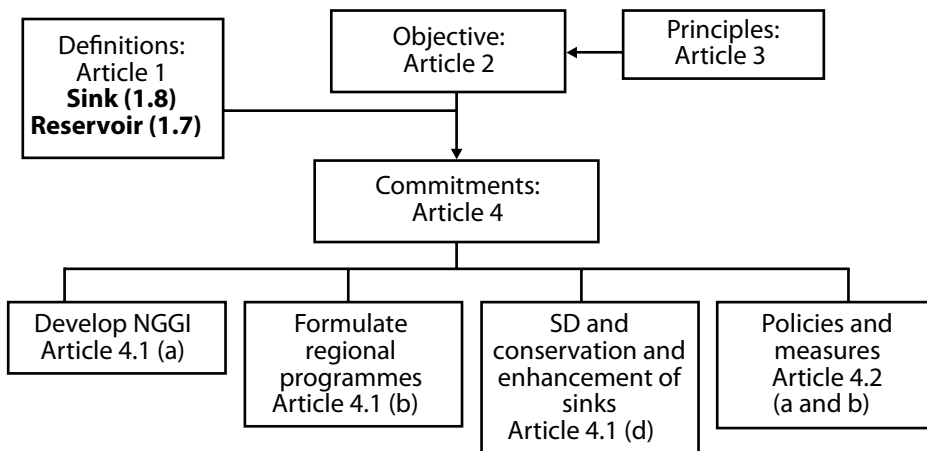 Definitions:
Article 1
Sink (1.8)
Reservoir (1.7)
Objective:
Article 2
Principles:
Article 3
Commitments:
Article 4
Develop NGGI
Article 4.1 (a)
Formulate
regional
programmes
Article 4.1 (b)
SD and
conservation and
enhancement of
sinks
Article 4.1 (d)
Policies and
measures
Article 4.2
(a and b)